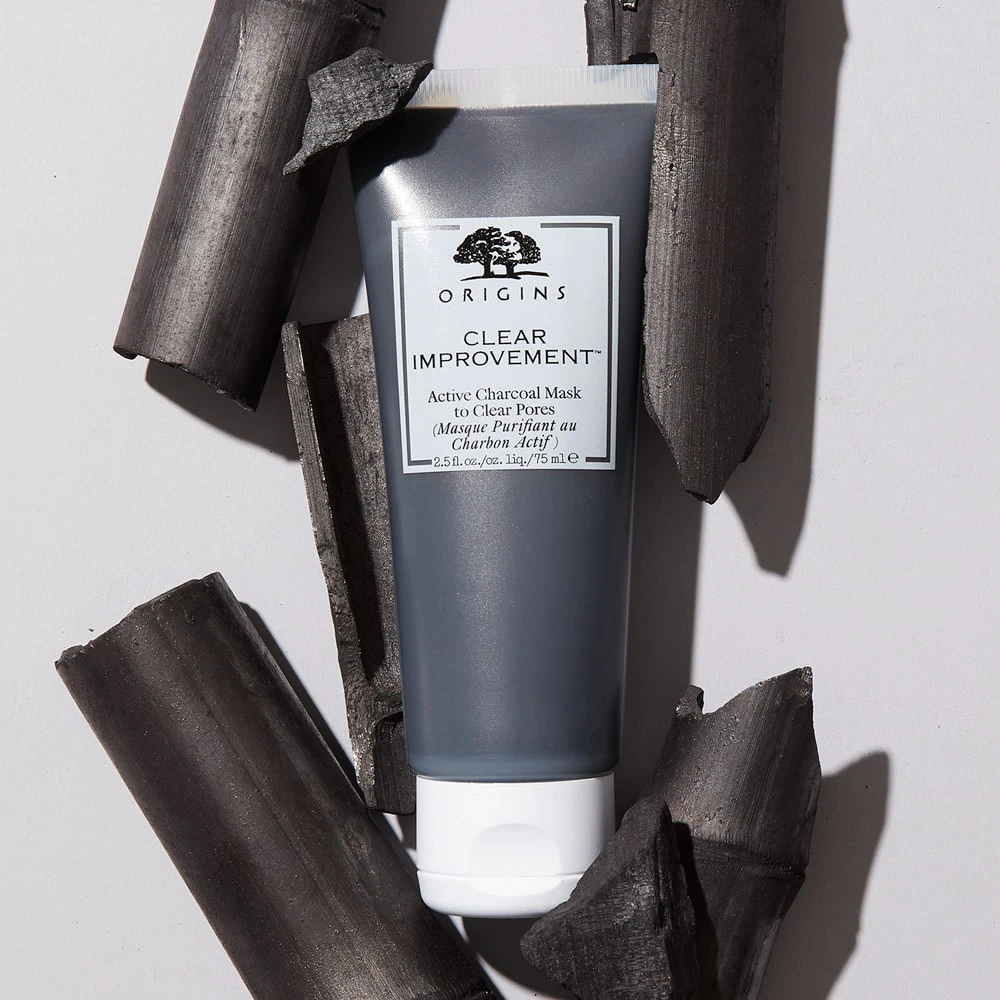 ORIGINS
CLEAR
IMPROVEMENT™
Active Charcoal Mask
to Clear Pores
(Masque Purifiant au
Charbon Actif)
2.5 fl. oz./oz. liq./75 ml ℮